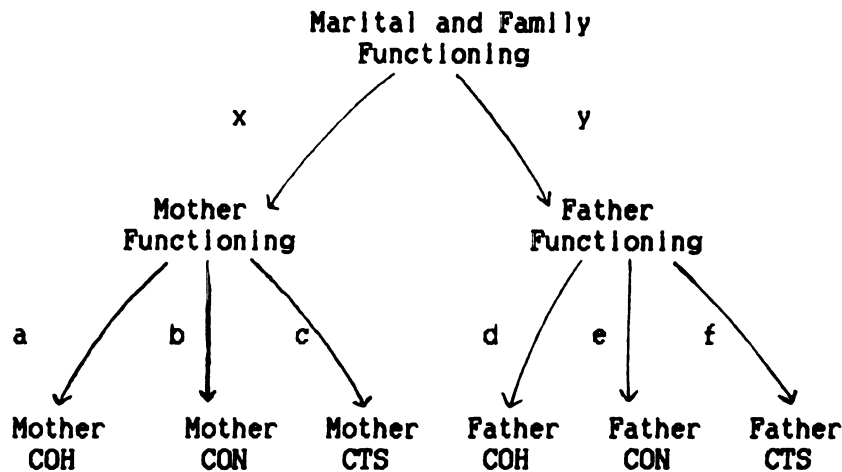 Marital and Family
Functioning
x y
Mother Father
Functioning Functioning
a b c d e f
Mother Mother Mother Father Father Father
COH CON CTS COH CON CTS